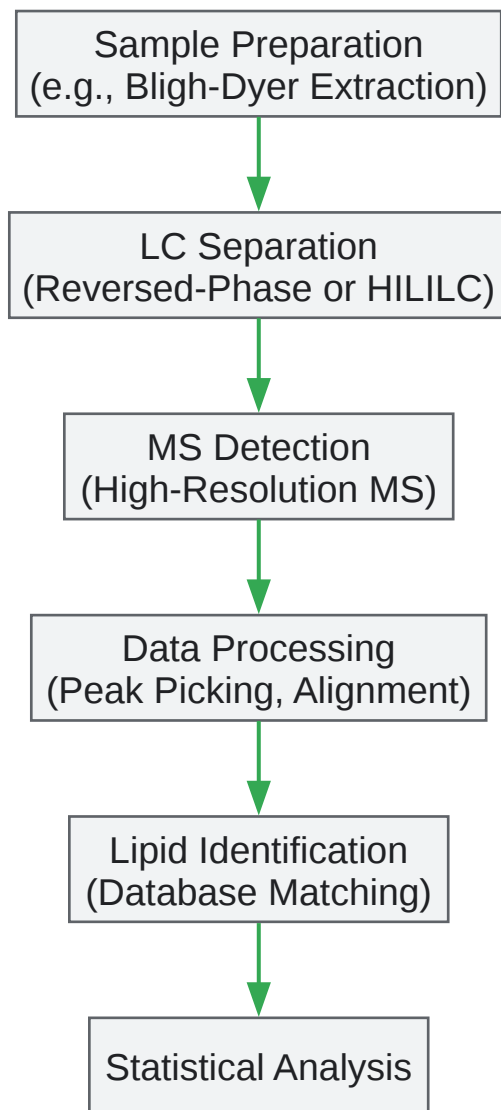 Sample Preparation
(e.g., Bligh-Dyer Extraction)
LC Separation
(Reversed-Phase or HILILC)
MS Detection
(High-Resolution MS)
Data Processing
(Peak Picking, Alignment)
Lipid Identification
(Database Matching)
Statistical Analysis